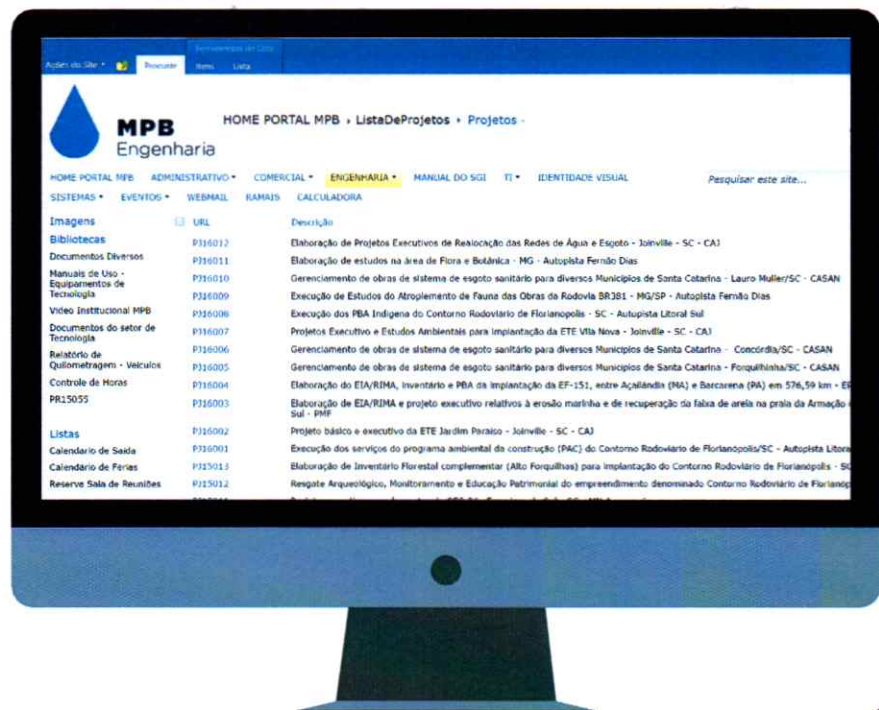 Ações do Site
Procurar
Ferramentas de Lista
Itens
Lista
MPB
Engenharia
HOME PORTAL MPB › ListaDeProjetos › Projetos
HOME PORTAL MPB ADMINISTRATIVO COMERCIAL ENGENHARIA MANUAL DO SGI TI IDENTIDADE VISUAL
Pesquisar este site...
SISTEMAS EVENTOS WEBMAIL RAMAIS CALCULADORA
Imagens
Bibliotecas
Documentos Diversos
Manuais de Uso -
Equipamentos de
Tecnologia
Vídeo Institucional MPB
Documentos do setor de
Tecnologia
Relatório de
Quilometragem - Veículos
Controle de Horas
PR15055
Listas
Calendário de Saída
Calendário de Férias
Reserve Sala de Reuniões
URL Descrição
PJ16012 Elaboração de Projetos Executivos de Realocação das Redes de Água e Esgoto - Joinville - SC - CAJ
PJ16011 Elaboração de estudos na área de Flora e Botânica - MG - Autopista Fernão Dias
PJ16010 Gerenciamento de obras de sistema de esgoto sanitário para diversos Municípios de Santa Catarina - Lauro Muller/SC - CASAN
PJ16009 Execução de Estudos do Atroplemento de Fauna das Obras da Rodovia BR381 - MG/SP - Autopista Fernão Dias
PJ16008 Execução dos PBA Indígena do Contorno Rodoviário de Florianopolis - SC - Autopista Litoral Sul
PJ16007 Projetos Executivo e Estudos Ambientais para implantação da ETE Vila Nova - Joinville - SC - CAJ
PJ16006 Gerenciamento de obras de sistema de esgoto sanitário para diversos Municípios de Santa Catarina - Concórdia/SC - CASAN
PJ16005 Gerenciamento de obras de sistema de esgoto sanitário para diversos Municípios de Santa Catarina - Forquilhinha/SC - CASAN
PJ16004 Elaboração do EIA/RIMA, inventário e PBA da implantação da EF-151, entre Açailândia (MA) e Barcarena (PA) em 576,59 km - EP
PJ16003 Elaboração de EIA/RIMA e projeto executivo relativos à erosão marinha e de recuperação da faixa de areia na praia da Armação
Sul - PMF
PJ16002 Projeto básico e executivo da ETE Jardim Paraíso - Joinville - SC - CAJ
PJ16001 Execução dos serviços do programa ambiental da construção (PAC) do Contorno Rodoviário de Florianópolis/SC - Autopista Litora
PJ15013 Elaboração de Inventário Florestal complementar (Alto Forquilhas) para implantação do Contorno Rodoviário de Florianópolis - SC
PJ15012 Resgate Arqueológico, Monitoramento e Educação Patrimonial do empreendimento denominado Contorno Rodoviário de Florianóp